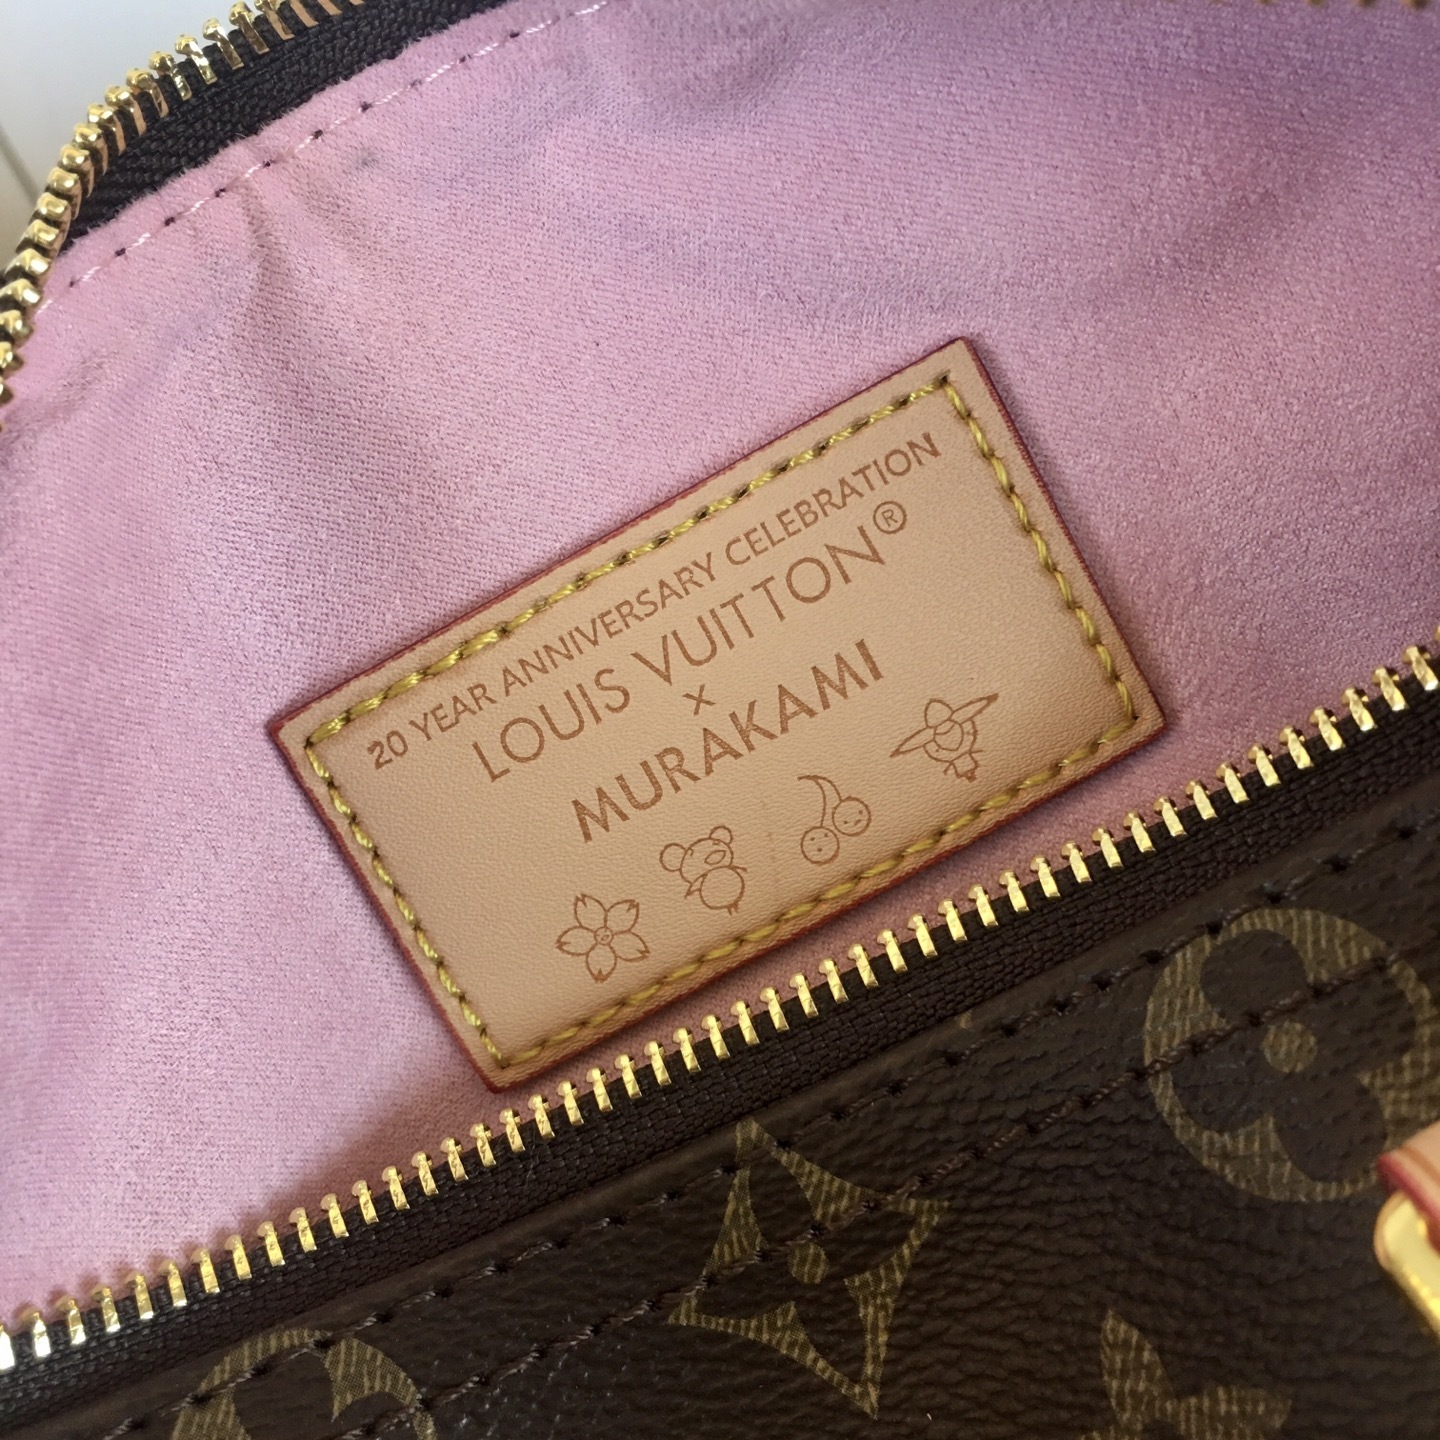 20 YEAR ANNIVERSARY CELEBRATION
LOUIS VUITTON®
×
MURAKAMI